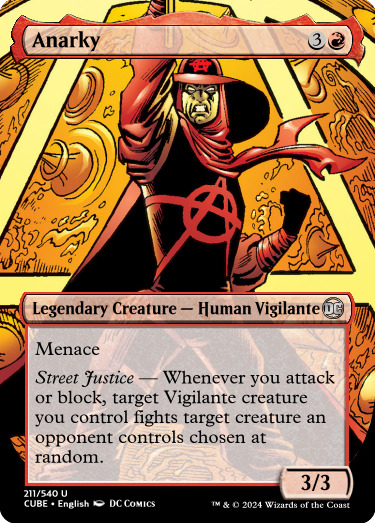 Anarky 3
Legendary Creature — Human Vigilante DC
A
Menace
Street Justice — Whenever you attack
or block, target Vigilante creature
you control fights target creature an
opponent controls chosen at
random.
3/3
211/540 U
CUBE • English DC COMICS
™ & © 2024 Wizards of the Coast